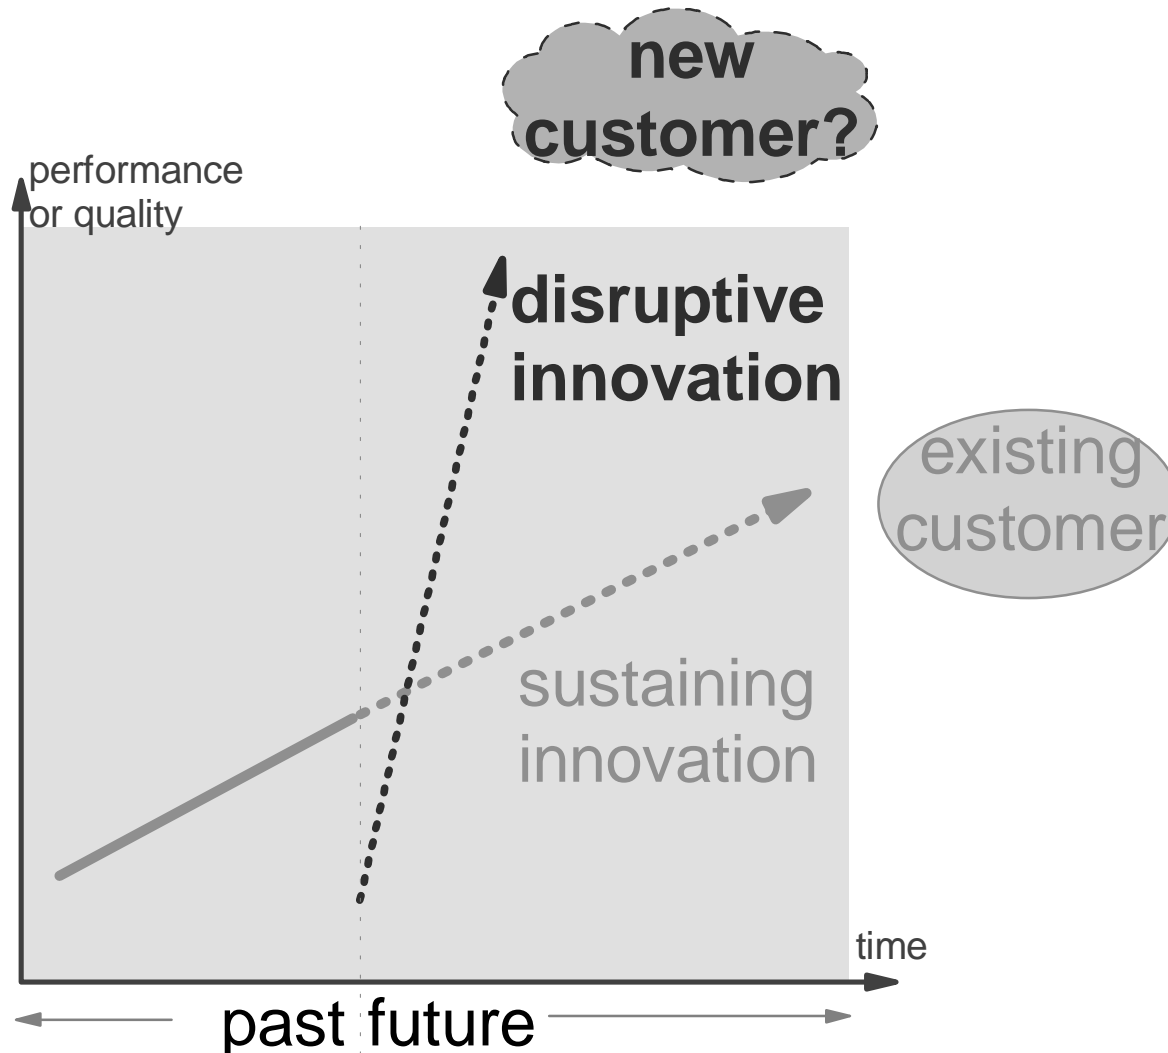 new
customer?
performance
or quality
disruptive
innovation
existing
customer
sustaining
innovation
time
past future